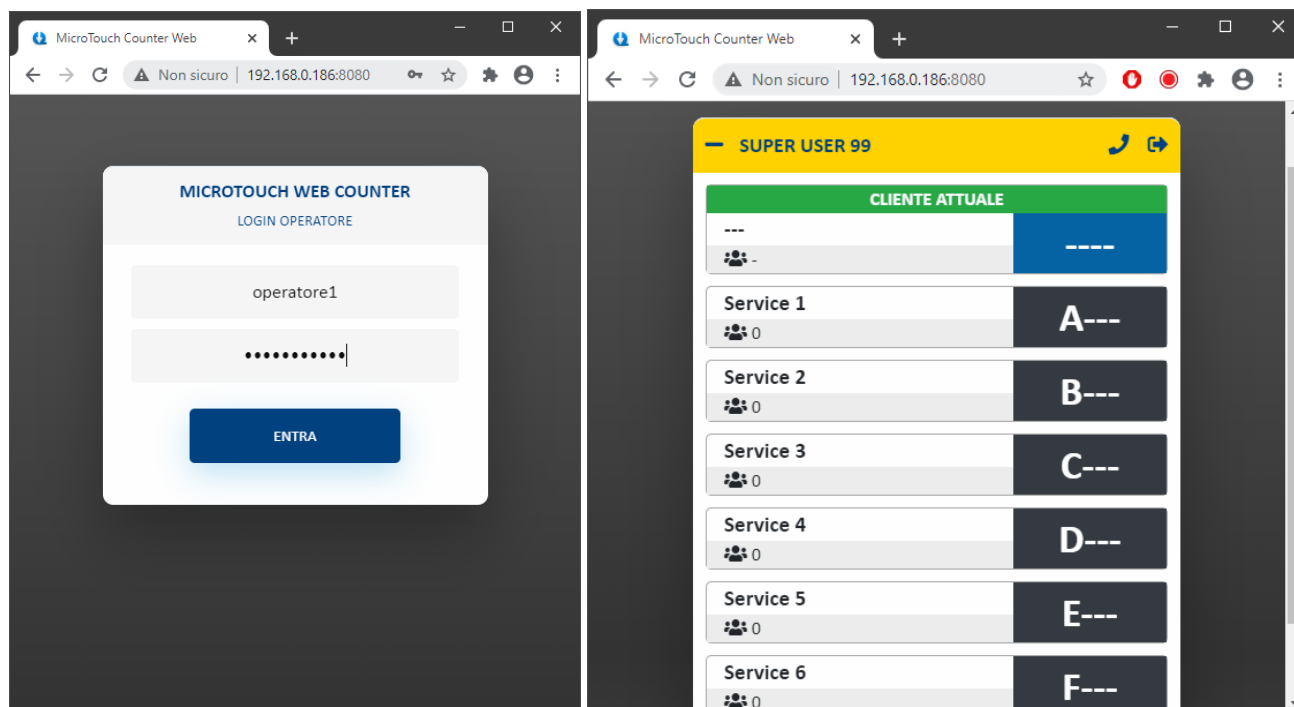 MicroTouch Counter Web
Non sicuro | 192.168.0.186:8080
MICROTOUCH WEB COUNTER
LOGIN OPERATORE
operatore1
•••••••••••
ENTRA
MicroTouch Counter Web
Non sicuro | 192.168.0.186:8080
SUPER USER 99
CLIENTE ATTUALE
---
----
-
Service 1
A---
0
Service 2
B---
0
Service 3
C---
0
Service 4
D---
0
Service 5
E---
0
Service 6
F---
0